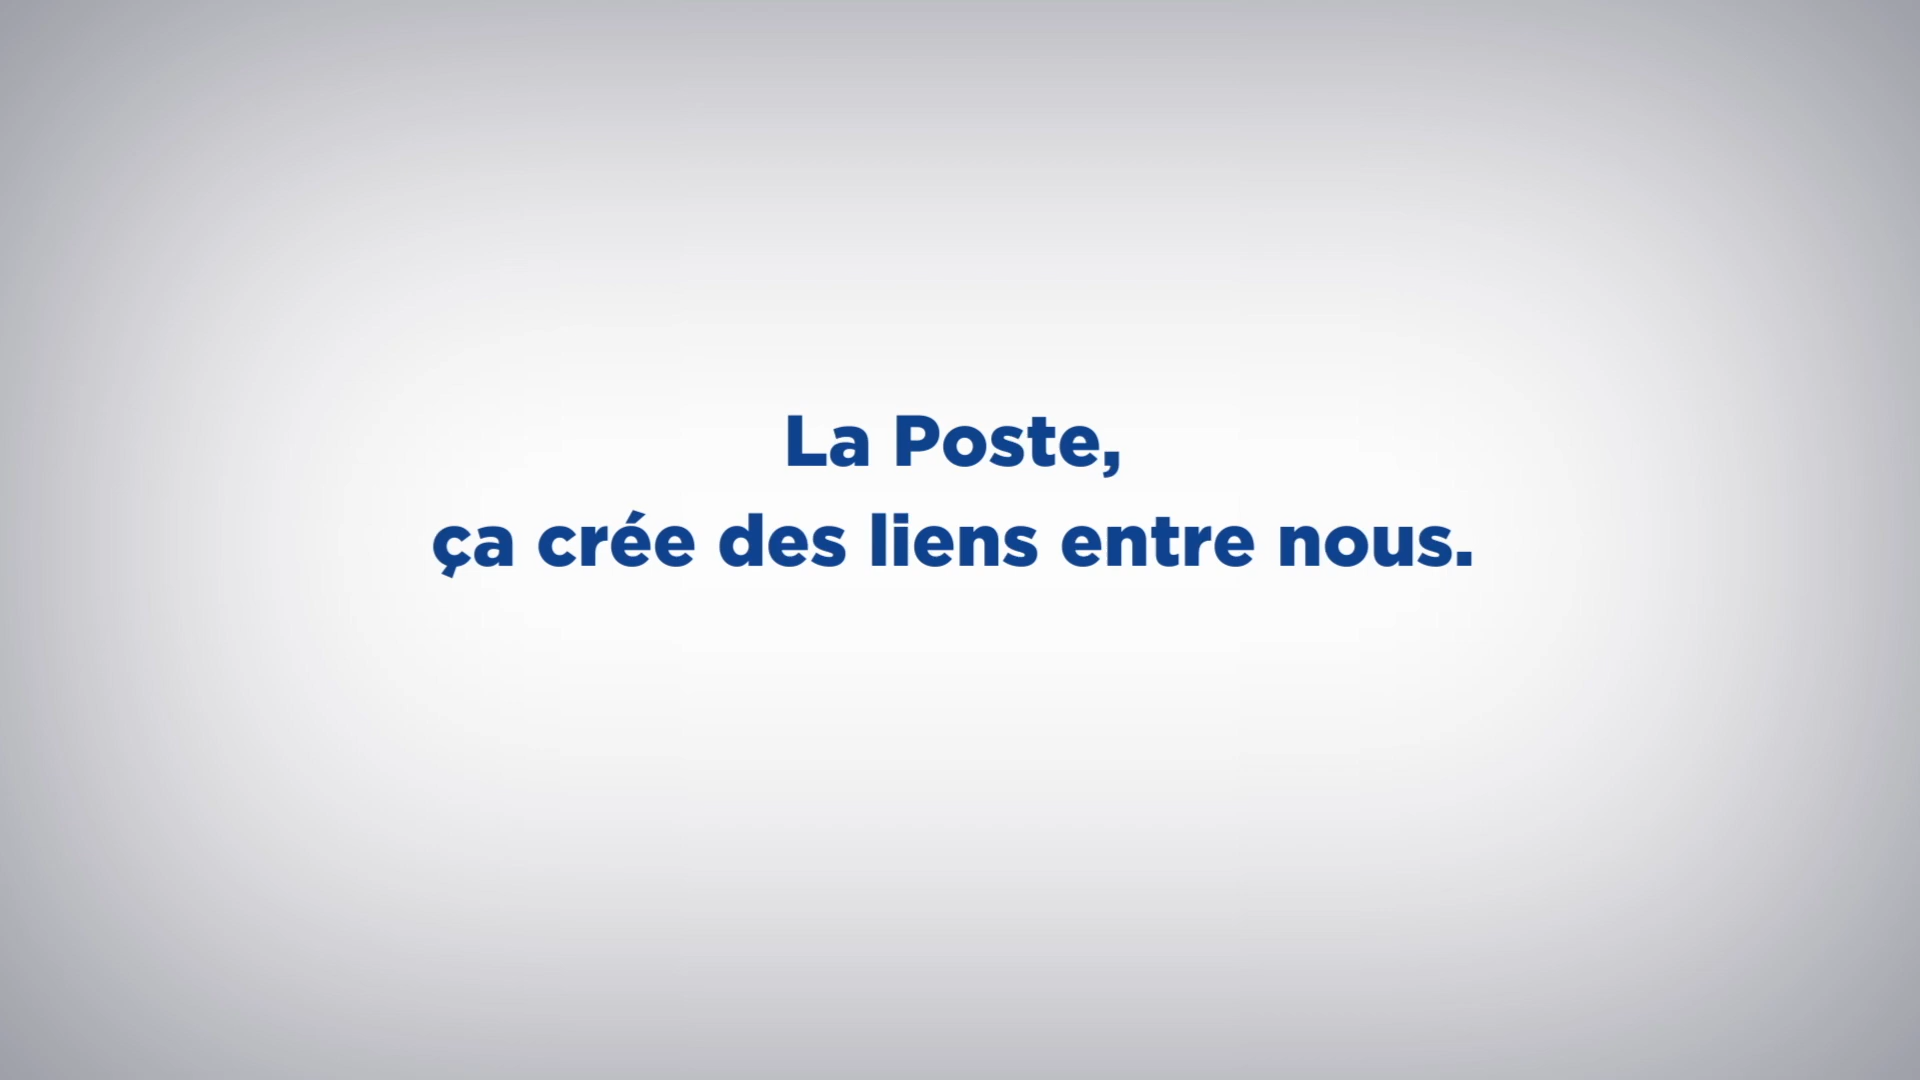 La Poste,
ça crée des liens entre nous.